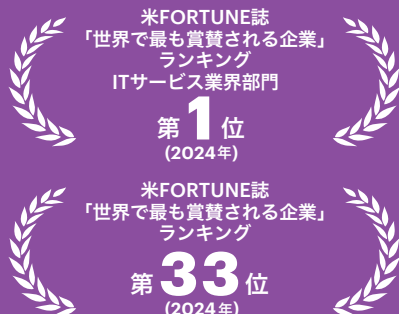 米FORTUNE誌
「世界で最も賞賛される企業」
ランキング
ITサービス業界部門
第1位
(2024年)
米FORTUNE誌
「世界で最も賞賛される企業」
ランキング
第33位
(2024年)